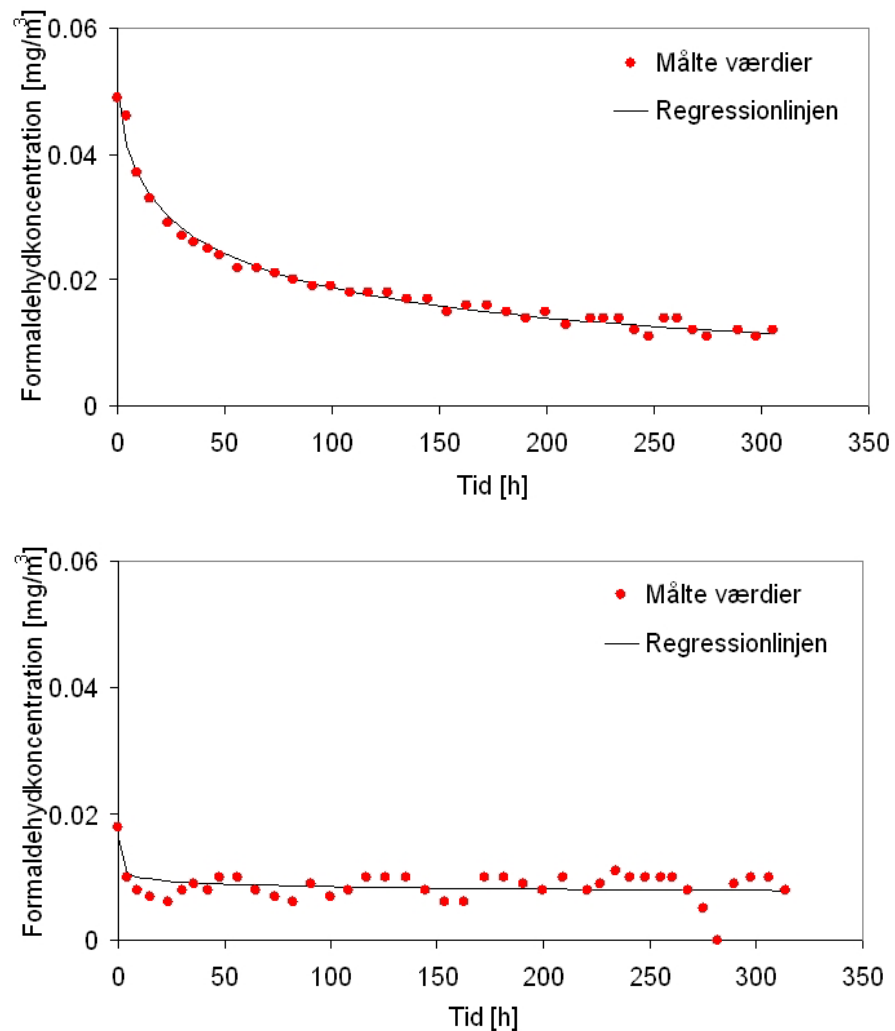 Formaldehydkoncentration [mg/m³]
0.06
0.04
0.02
0
Målte værdier
Regressionlinjen
0 50 100 150 200 250 300 350
Tid [h]
Formaldehydkoncentration [mg/m³]
0.06
0.04
0.02
0
Målte værdier
Regressionlinjen
0 50 100 150 200 250 300 350
Tid [h]